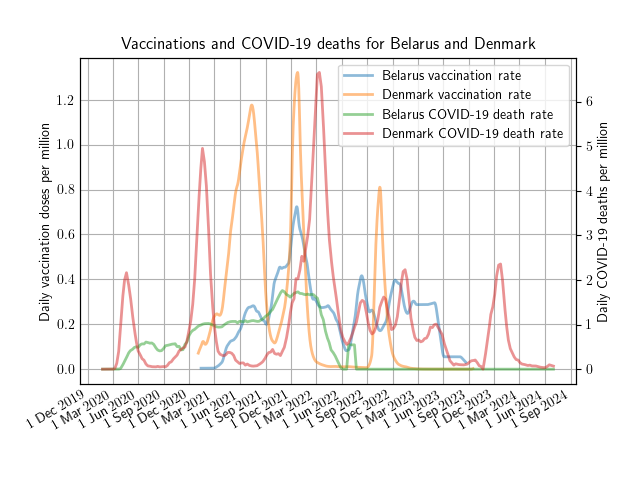 Vaccinations and COVID-19 deaths for Belarus and Denmark
Belarus vaccination rate
Denmark vaccination rate
Belarus COVID-19 death rate
Denmark COVID-19 death rate
Daily vaccination doses per million
1.2
1.0
0.8
0.6
0.4
0.2
0.0
Daily COVID-19 deaths per million
6
5
4
3
2
1
0
1 Dec 2019
1 Mar 2020
1 Jun 2020
1 Sep 2020
1 Dec 2020
1 Mar 2021
1 Jun 2021
1 Sep 2021
1 Dec 2021
1 Mar 2022
1 Jun 2022
1 Sep 2022
1 Dec 2022
1 Mar 2023
1 Jun 2023
1 Sep 2023
1 Dec 2023
1 Mar 2024
1 Jun 2024
1 Sep 2024